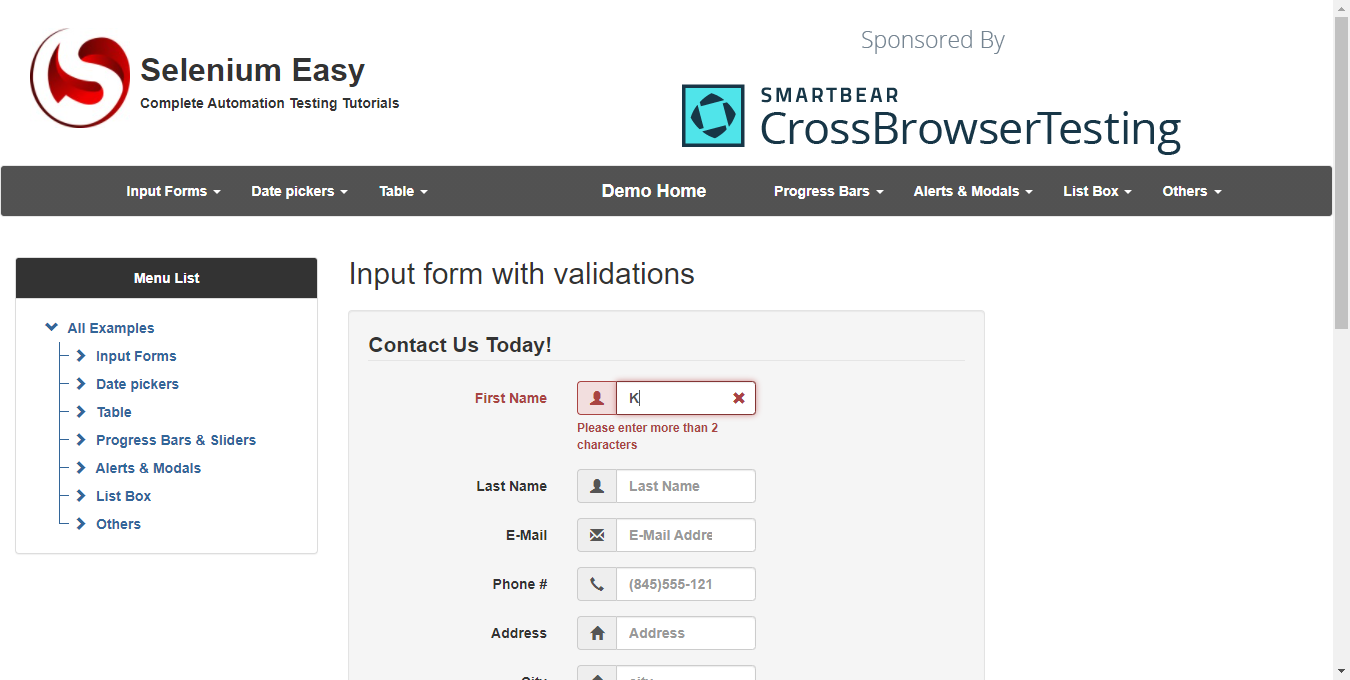 Selenium Easy
Complete Automation Testing Tutorials
Sponsored By
SMARTBEAR
CrossBrowserTesting
Input Forms Date pickers Table Demo Home Progress Bars Alerts & Modals List Box Others
Menu List
All Examples
Input Forms
Date pickers
Table
Progress Bars & Sliders
Alerts & Modals
List Box
Others
Input form with validations
Contact Us Today!
First Name K
Please enter more than 2
characters
Last Name Last Name
E-Mail E-Mail Addre
Phone # (845)555-121
Address Address